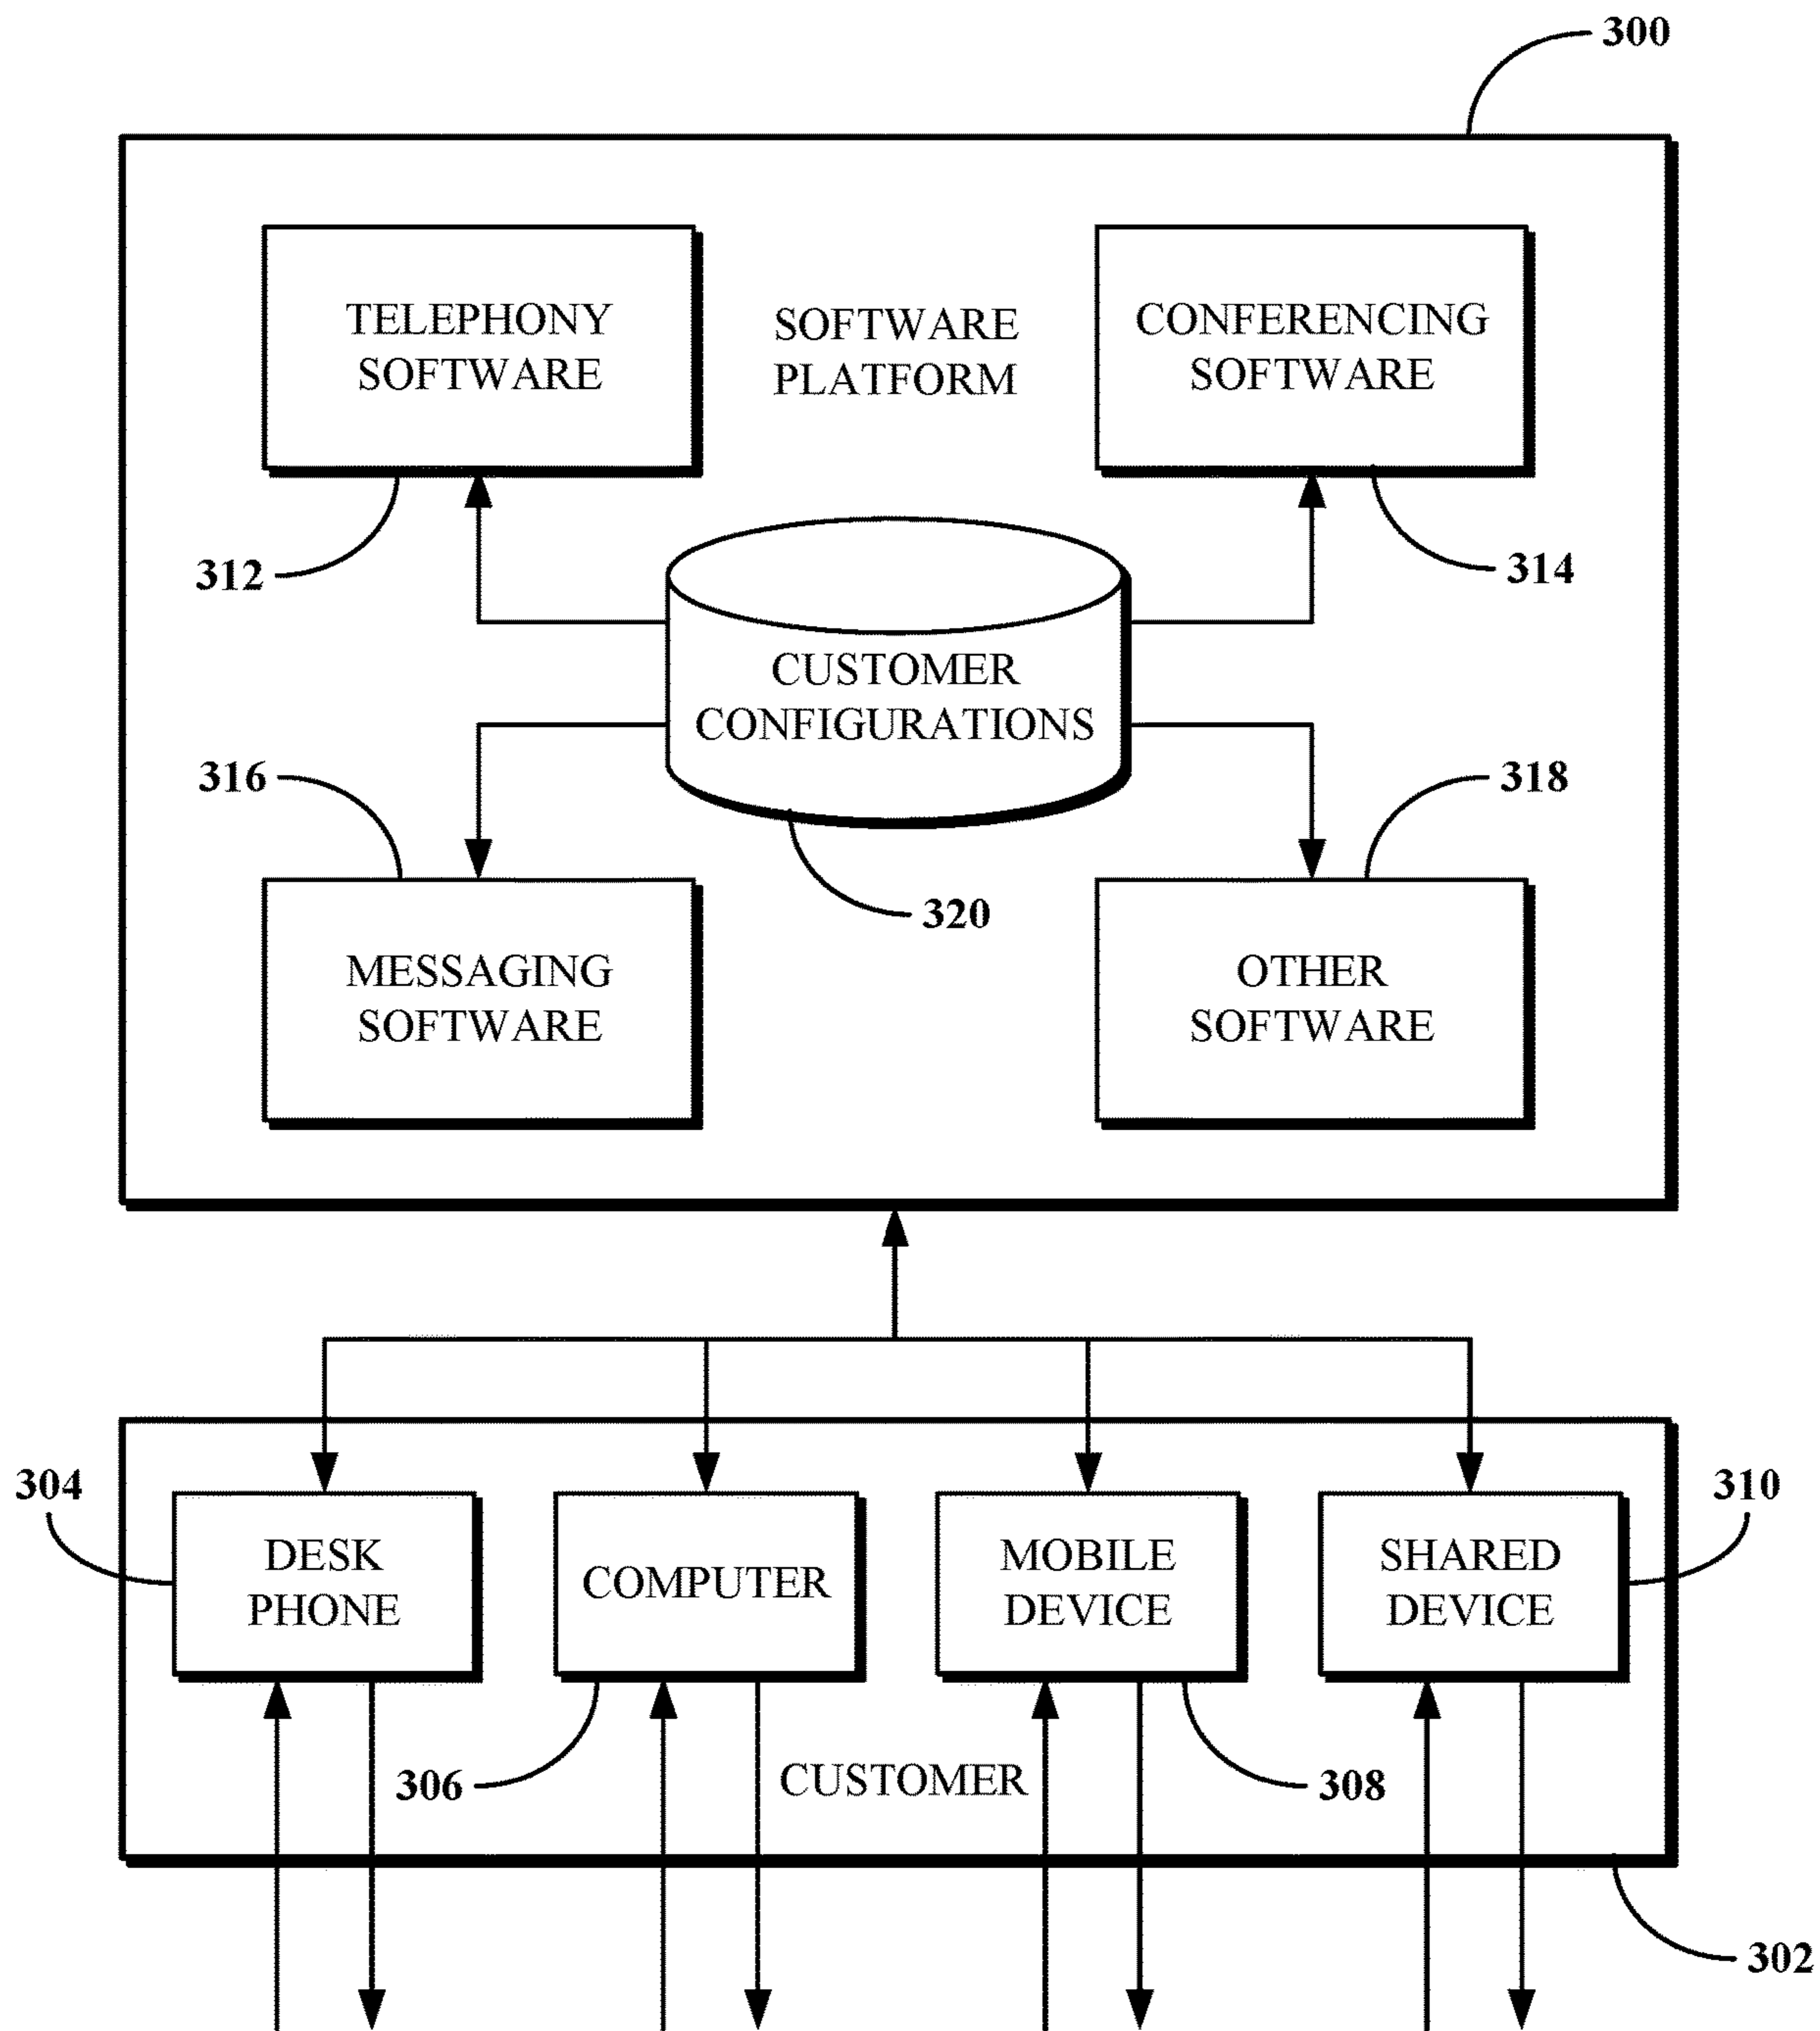 300
TELEPHONY
SOFTWARE
SOFTWARE
PLATFORM
CONFERENCING
SOFTWARE
312
314
CUSTOMER
CONFIGURATIONS
316
318
320
MESSAGING
SOFTWARE
OTHER
SOFTWARE
304
310
DESK
PHONE
COMPUTER
MOBILE
DEVICE
SHARED
DEVICE
306
CUSTOMER
308
302